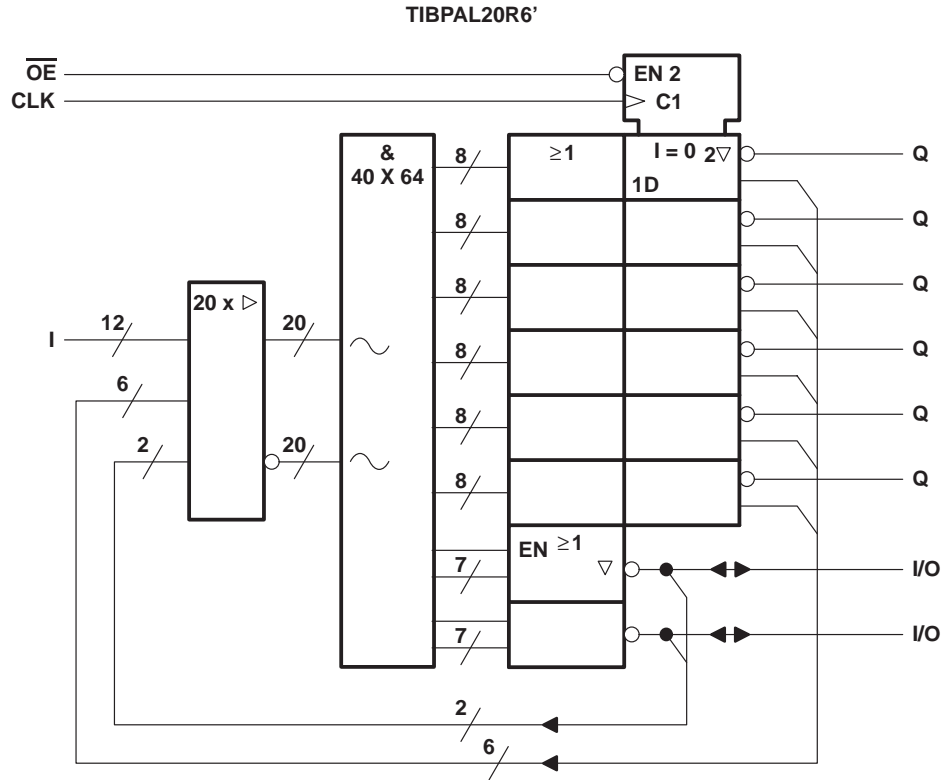 TIBPAL20R6’
OE
EN 2
CLK
C1
&
40 X 64
8
≥1
I = 0 2▽
Q
1D
8
Q
8
Q
20 x ▷
I
12
20
8
Q
6
8
Q
2
20
8
Q
EN ≥1
▽
7
I/O
7
I/O
2
6